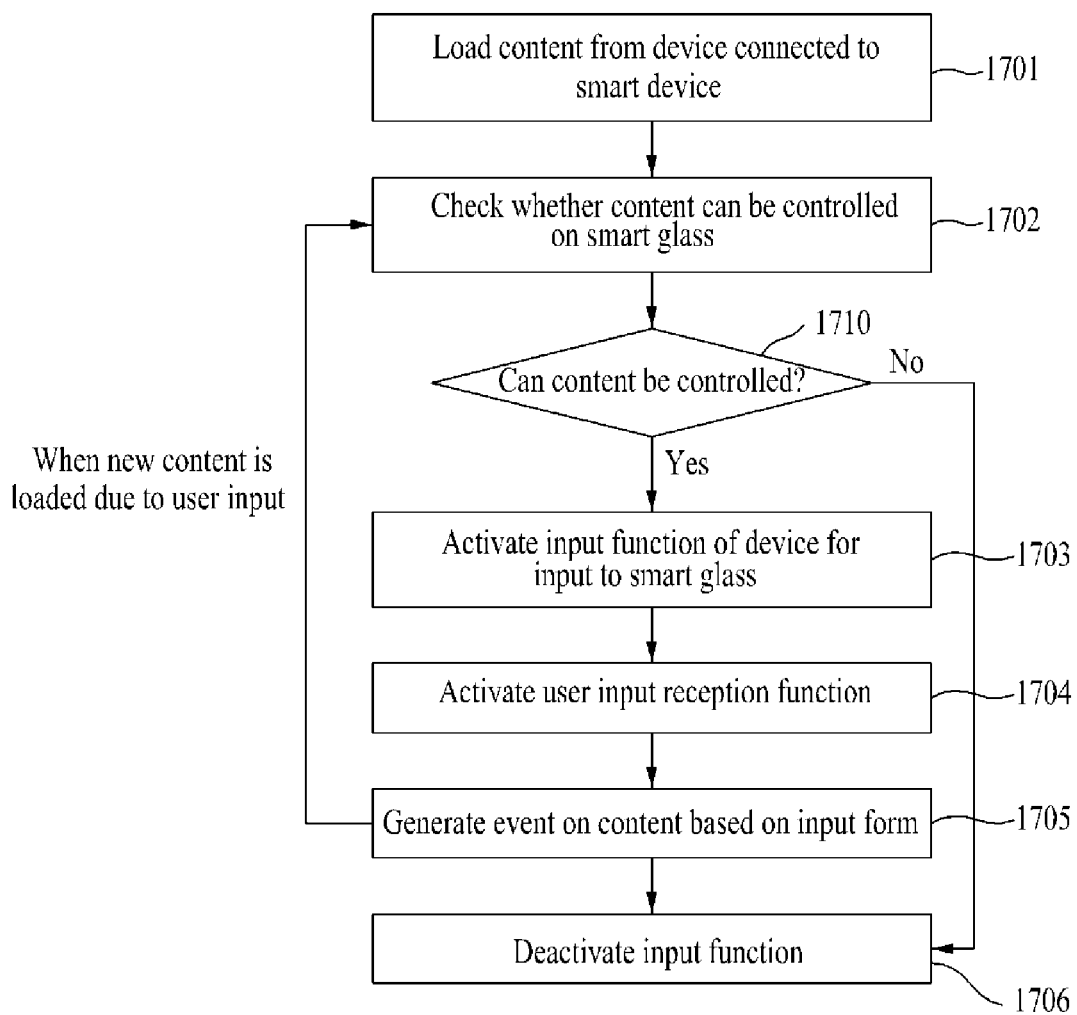 Load content from device connected to
smart device
1701
Check whether content can be controlled
on smart glass
1702
1710
Can content be controlled?
No
Yes
When new content is
loaded due to user input
Activate input function of device for
input to smart glass
1703
Activate user input reception function
1704
Generate event on content based on input form
1705
Deactivate input function
1706